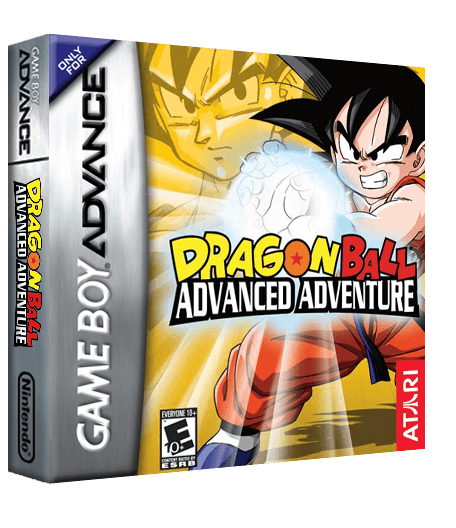 GAME BOY ADVANCE
DRAGON BALL
ADVANCED ADVENTURE
Nintendo
GAME BOY ADVANCE
ONLY
FOR
DRAGON BALL
ADVANCED ADVENTURE
EVERYONE 10+
E
10+
CONTENT RATED BY
ESRB
ATARI